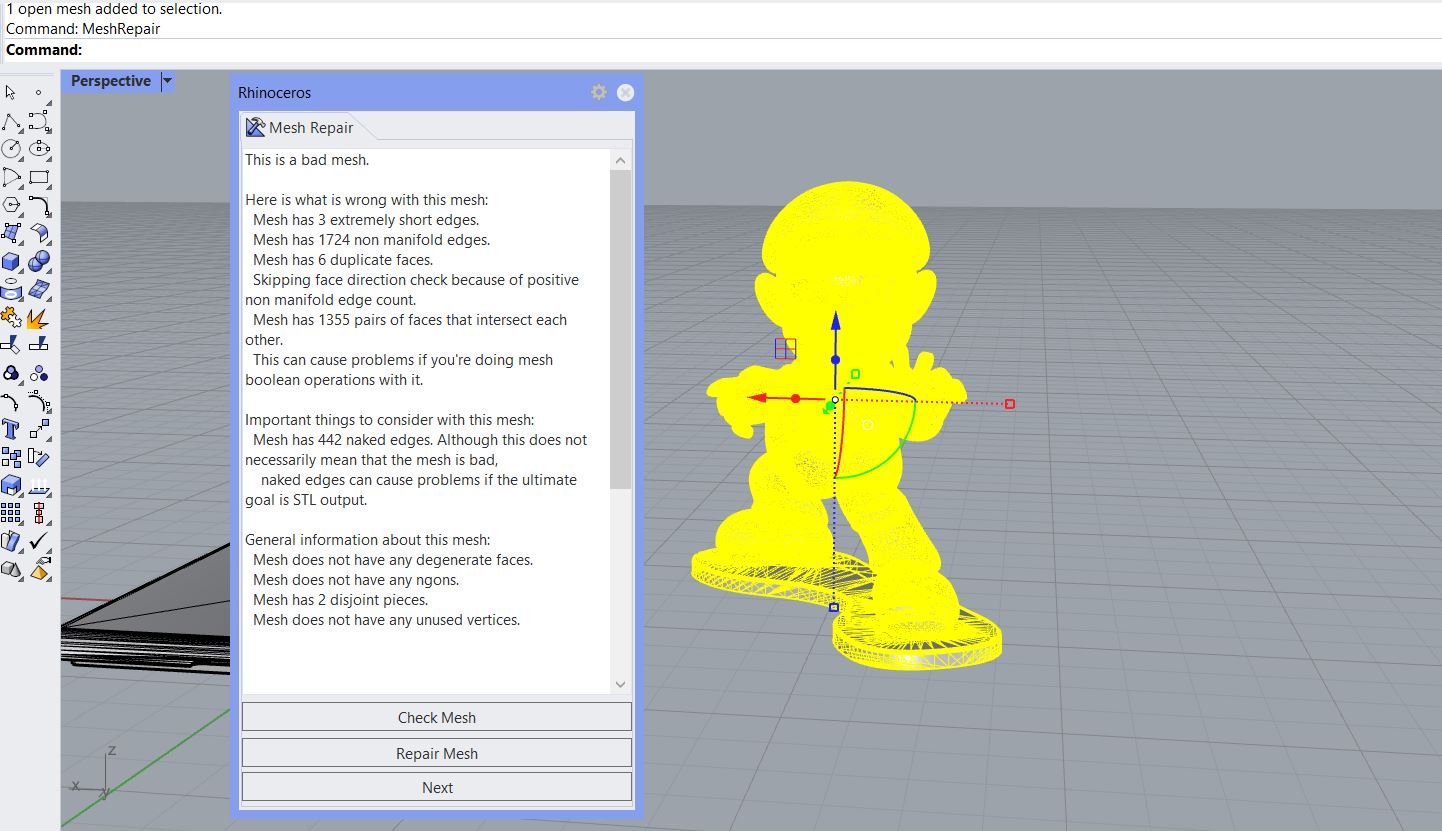 1 open mesh added to selection.
Command: MeshRepair
Command:
Perspective
Rhinoceros
Mesh Repair
This is a bad mesh.
Here is what is wrong with this mesh:
Mesh has 3 extremely short edges.
Mesh has 1724 non manifold edges.
Mesh has 6 duplicate faces.
Skipping face direction check because of positive
non manifold edge count.
Mesh has 1355 pairs of faces that intersect each
other.
This can cause problems if you're doing mesh
boolean operations with it.
Important things to consider with this mesh:
Mesh has 442 naked edges. Although this does not
necessarily mean that the mesh is bad,
naked edges can cause problems if the ultimate
goal is STL output.
General information about this mesh:
Mesh does not have any degenerate faces.
Mesh does not have any ngons.
Mesh has 2 disjoint pieces.
Mesh does not have any unused vertices.
Check Mesh
Repair Mesh
Next
z
x
y